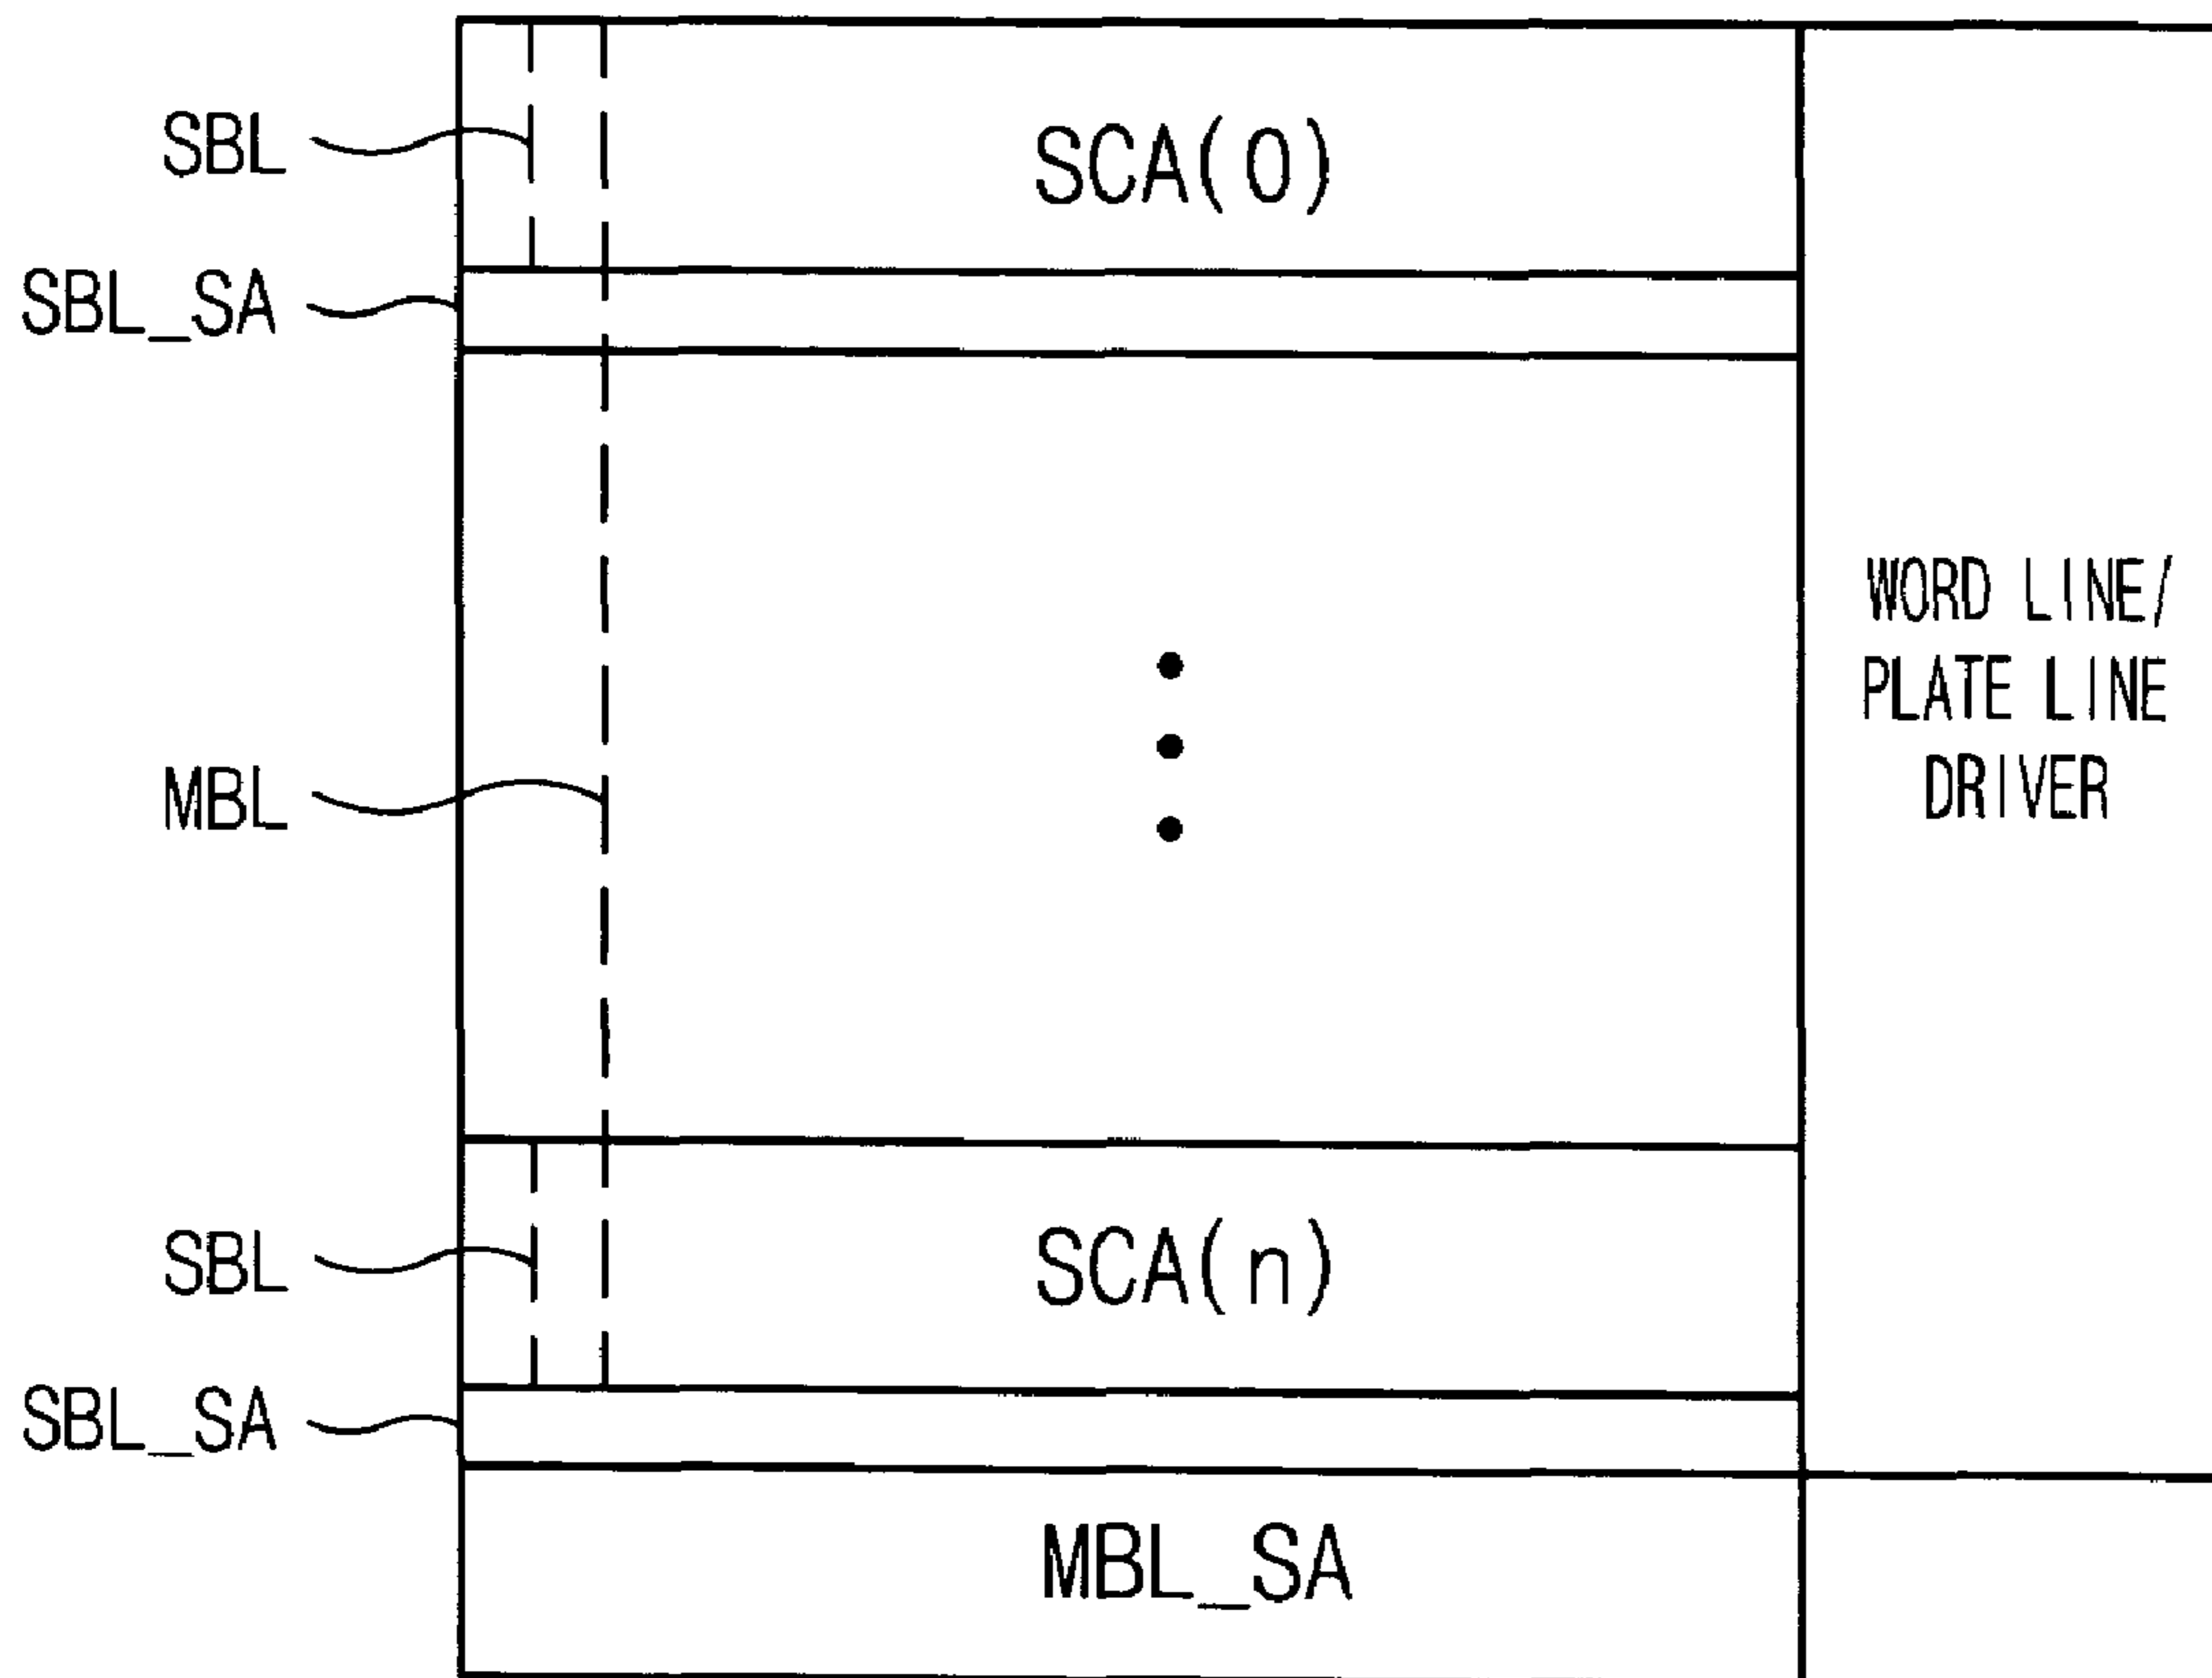 SBL
SCA(0)
SBL_SA
WORD LINE/
PLATE LINE
DRIVER
MBL
SBL
SCA(n)
SBL_SA
MBL_SA